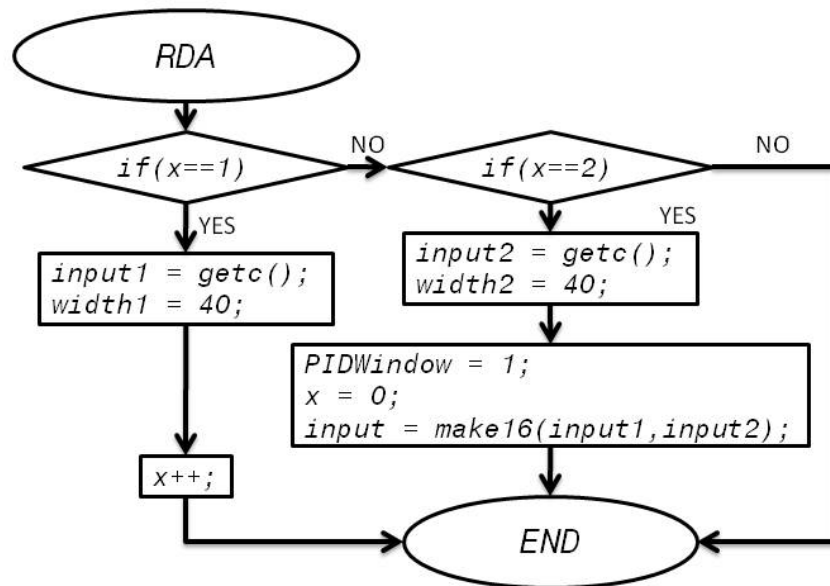 RDA
if(x==1)
NO
if(x==2)
NO
YES
YES
input1 = getc();
width1 = 40;
input2 = getc();
width2 = 40;
PIDWindow = 1;
x = 0;
input = make16(input1,input2);
x++;
END